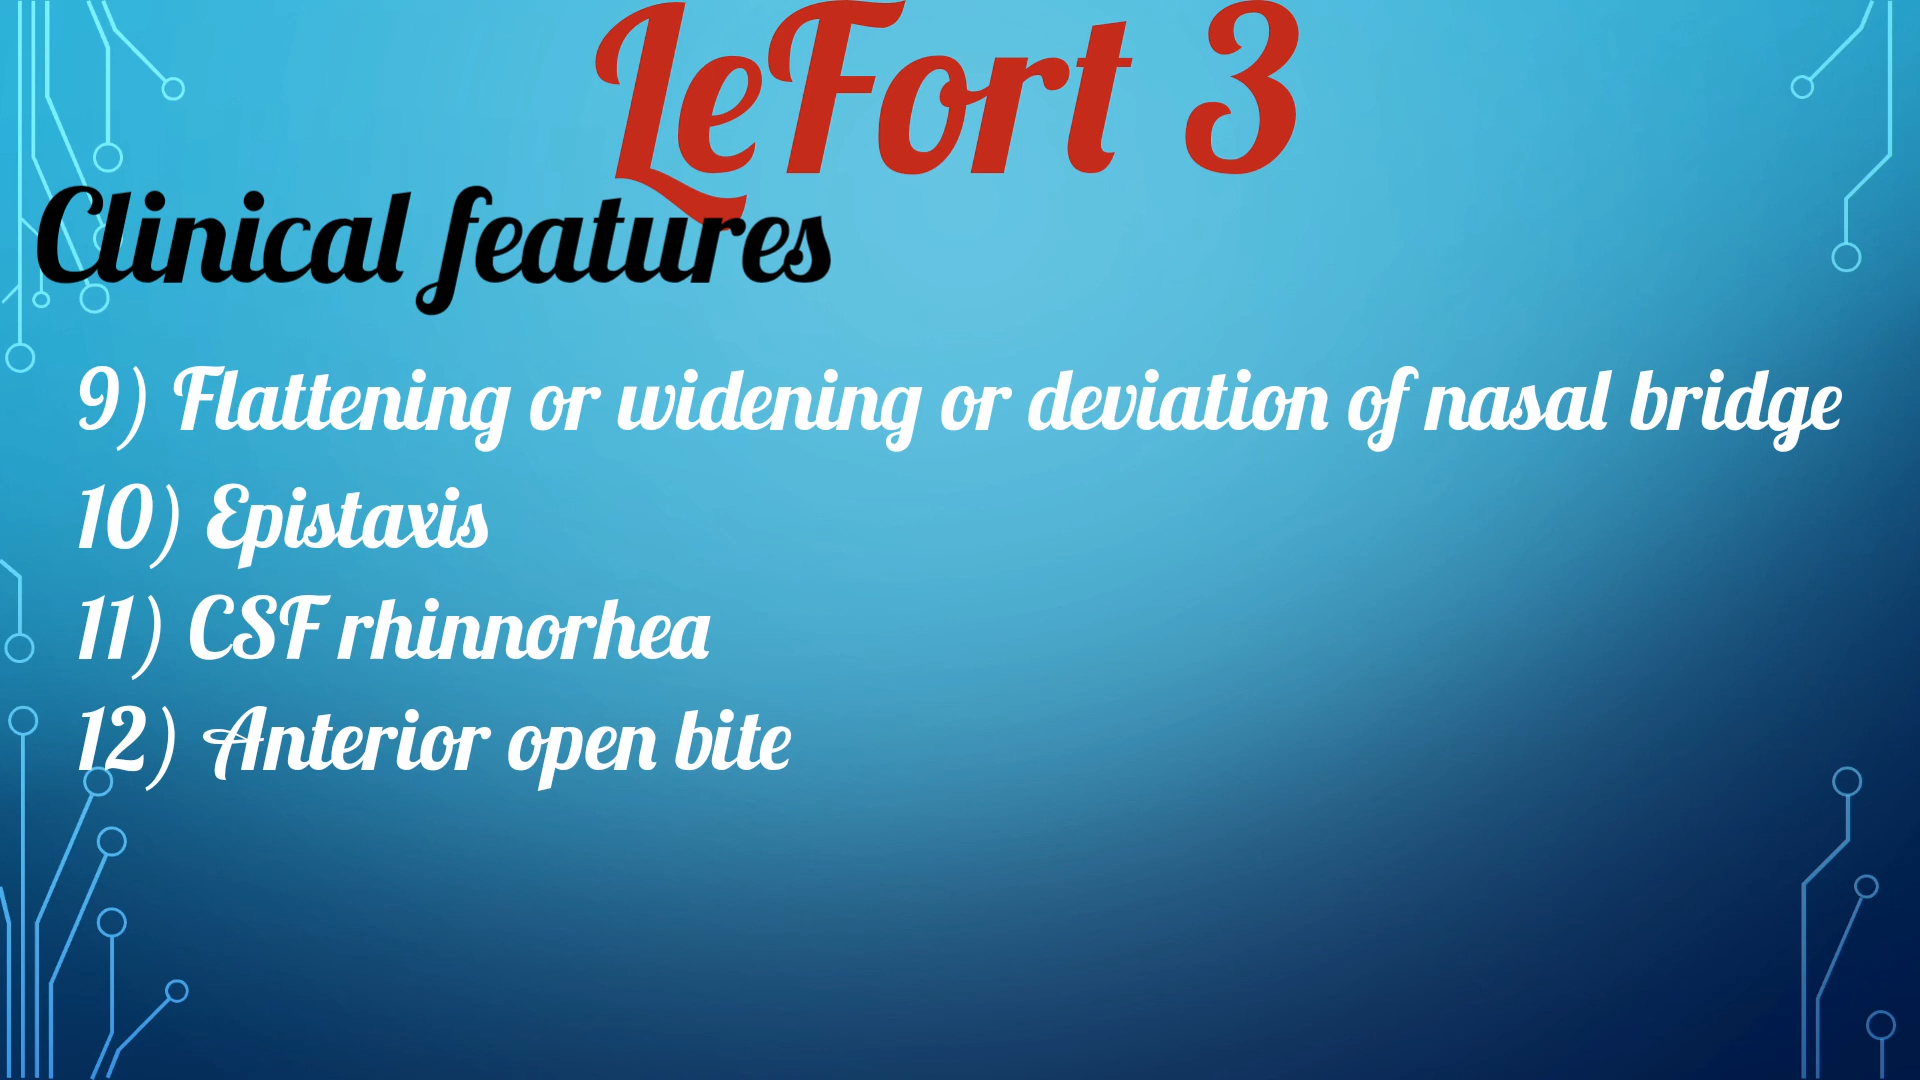 LeFort 3
Clinical features
9) Flattening or widening or deviation of nasal bridge
10) Epistaxis
11) CSF rhinnorhea
12) Anterior open bite